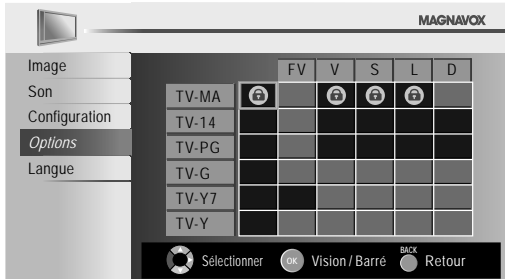 MAGNAVOX
Image
Son
Configuration
Options
Langue
FV V S L D
TV-MA
TV-14
TV-PG
TV-G
TV-Y7
TV-Y
Sélectionner OK Vision / Barré BACK Retour